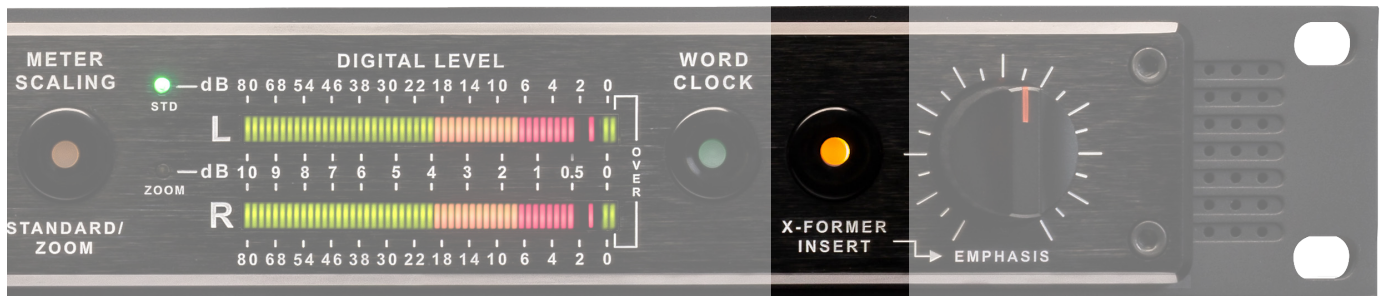 METER
SCALING
STANDARD/
ZOOM
STD
ZOOM
DIGITAL LEVEL
dB 80 68 54 46 38 30 22 18 14 10 6 4 2 0
L
dB 10 9 8 7 6 5 4 3 2 1 0.5 0
R
80 68 54 46 38 30 22 18 14 10 6 4 2 0
OVER
WORD
CLOCK
X-FORMER
INSERT
EMPHASIS